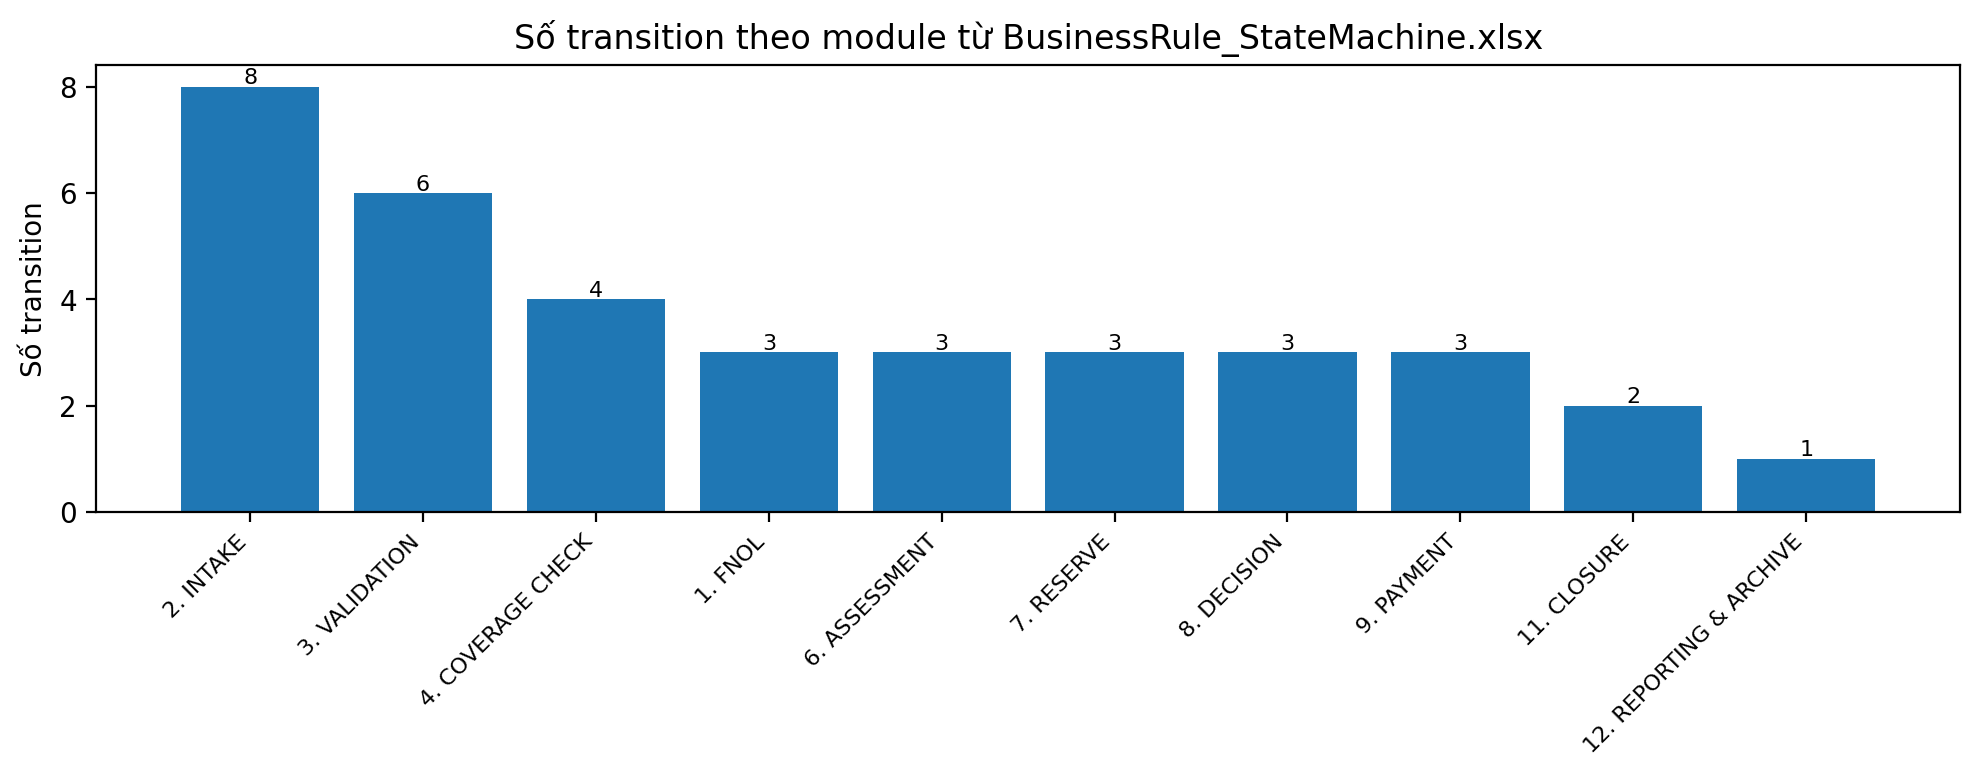 Số transition theo module từ BusinessRule_StateMachine.xlsx
Số transition
8
6
4
2
0
8
6
4
3
3
3
3
3
2
1
2. INTAKE
3. VALIDATION
4. COVERAGE CHECK
1. FNOL
6. ASSESSMENT
7. RESERVE
8. DECISION
9. PAYMENT
11. CLOSURE
12. REPORTING & ARCHIVE